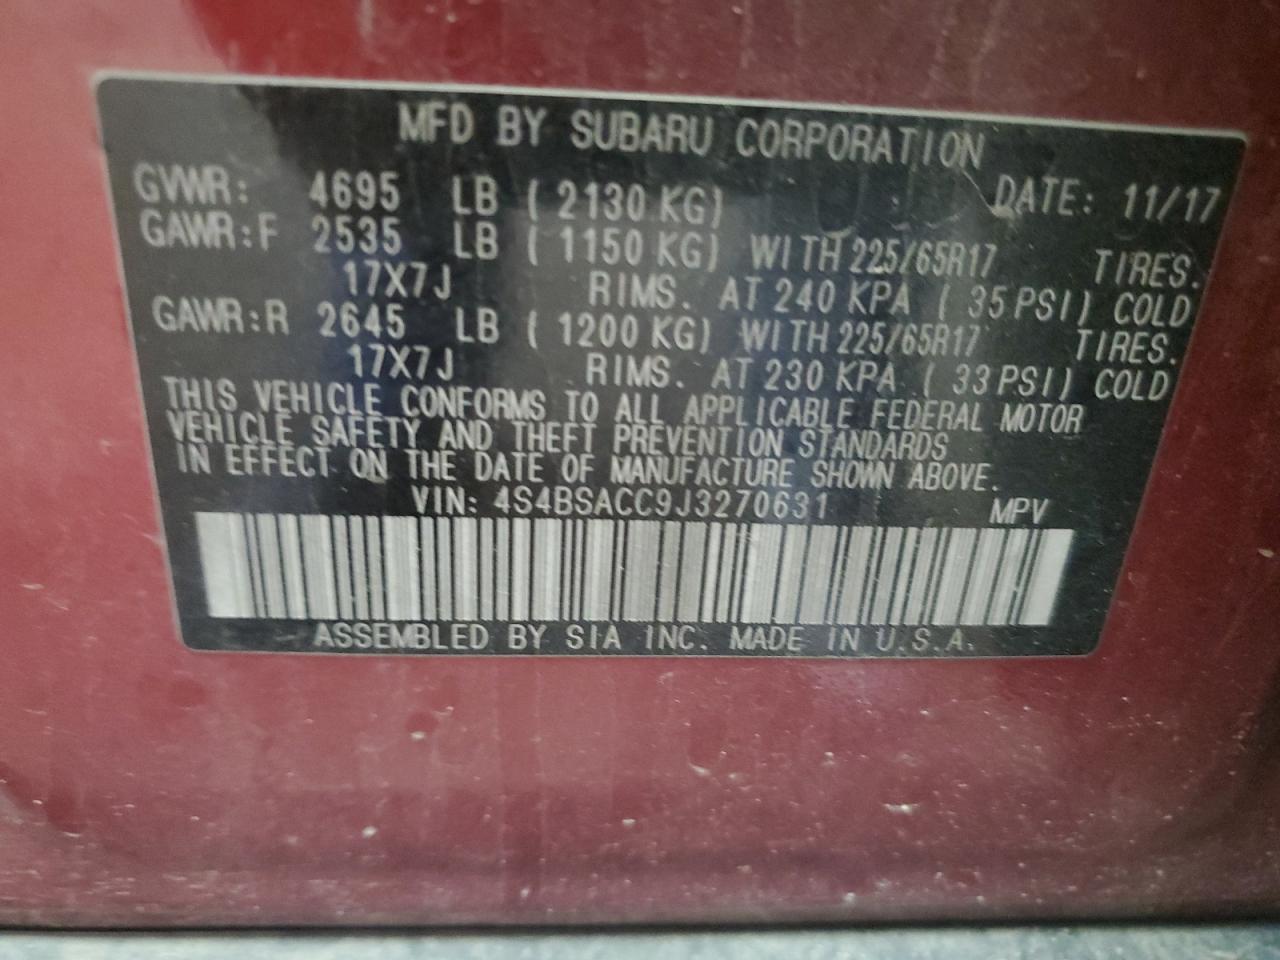 MFD BY SUBARU CORPORATION
GVWR: 4695 LB ( 2130 KG) DATE: 11/17
GAWR:F 2535 LB ( 1150 KG) WITH 225/65R17 TIRES.
17X7J RIMS. AT 240 KPA ( 35 PSI) COLD
GAWR:R 2645 LB ( 1200 KG) WITH 225/65R17 TIRES.
17X7J RIMS. AT 230 KPA ( 33 PSI) COLD
THIS VEHICLE CONFORMS TO ALL APPLICABLE FEDERAL MOTOR
VEHICLE SAFETY AND THEFT PREVENTION STANDARDS
IN EFFECT ON THE DATE OF MANUFACTURE SHOWN ABOVE.
VIN: 4S4BSACC9J3270631 MPV
ASSEMBLED BY SIA INC. MADE IN U.S.A.